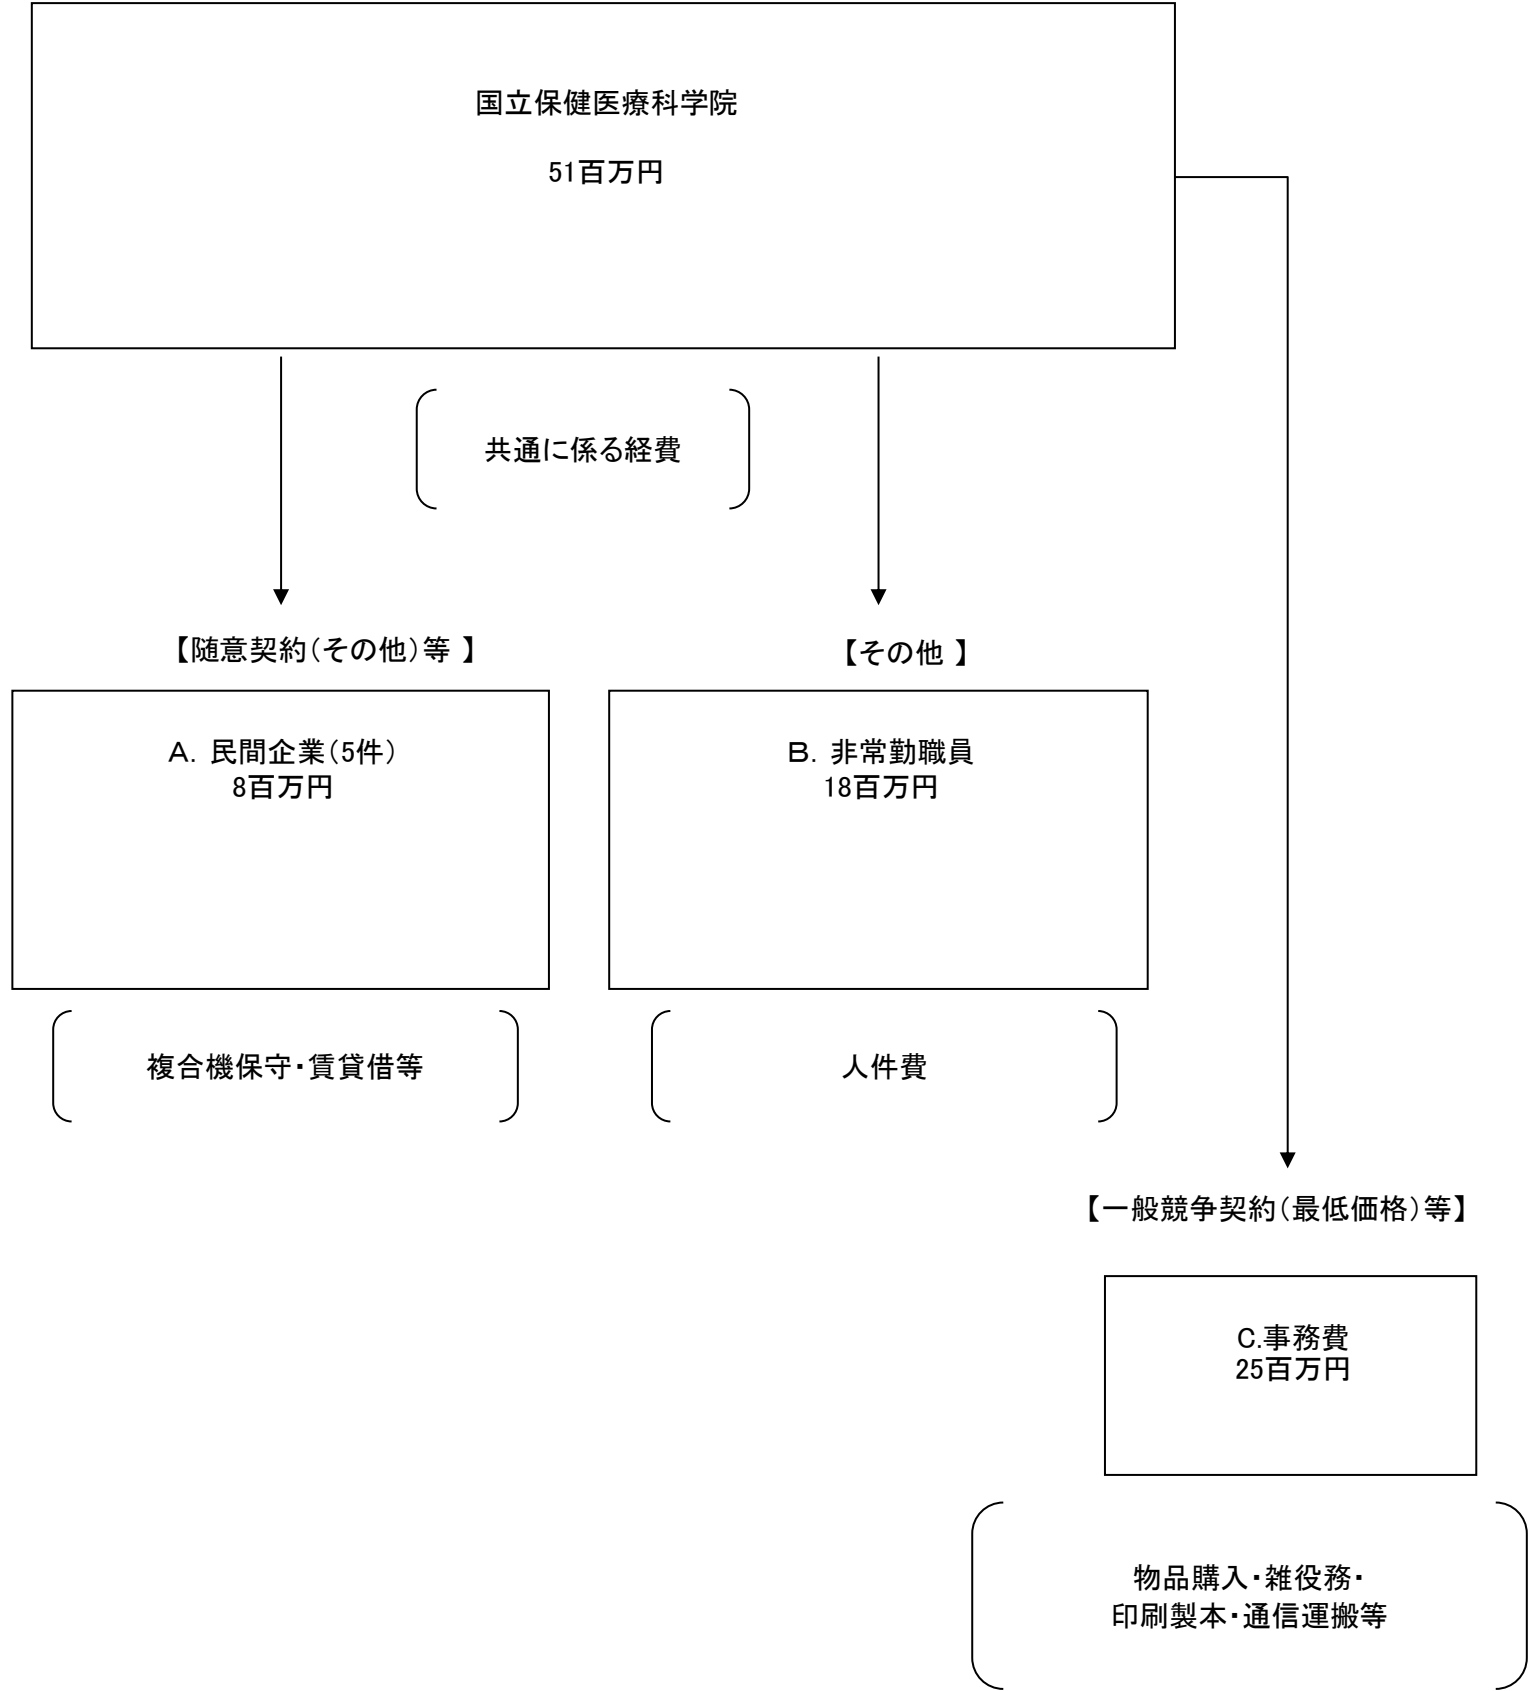 国立保健医療科学院
51百万円
共通に係る経費
【随意契約（その他）等 】
【その他 】
A．民間企業（5件）
8百万円
B．非常勤職員
18百万円
複合機保守・賃貸借等
人件費
【一般競争契約（最低価格）等】
C.事務費
25百万円
物品購入・雑役務・
印刷製本・通信運搬等